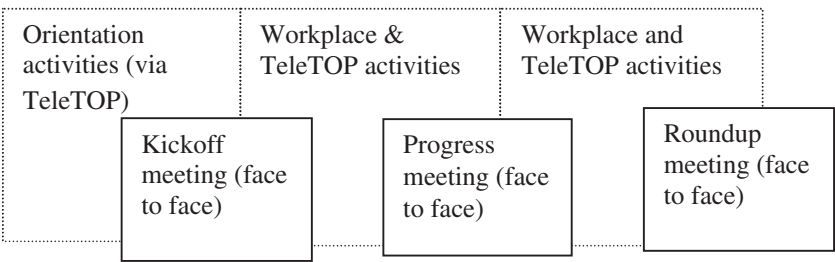 Orientation
activities (via
TeleTOP)
Workplace &
TeleTOP activities
Workplace and
TeleTOP activities
Kickoff
meeting (face
to face)
Progress
meeting (face
to face)
Roundup
meeting (face
to face)